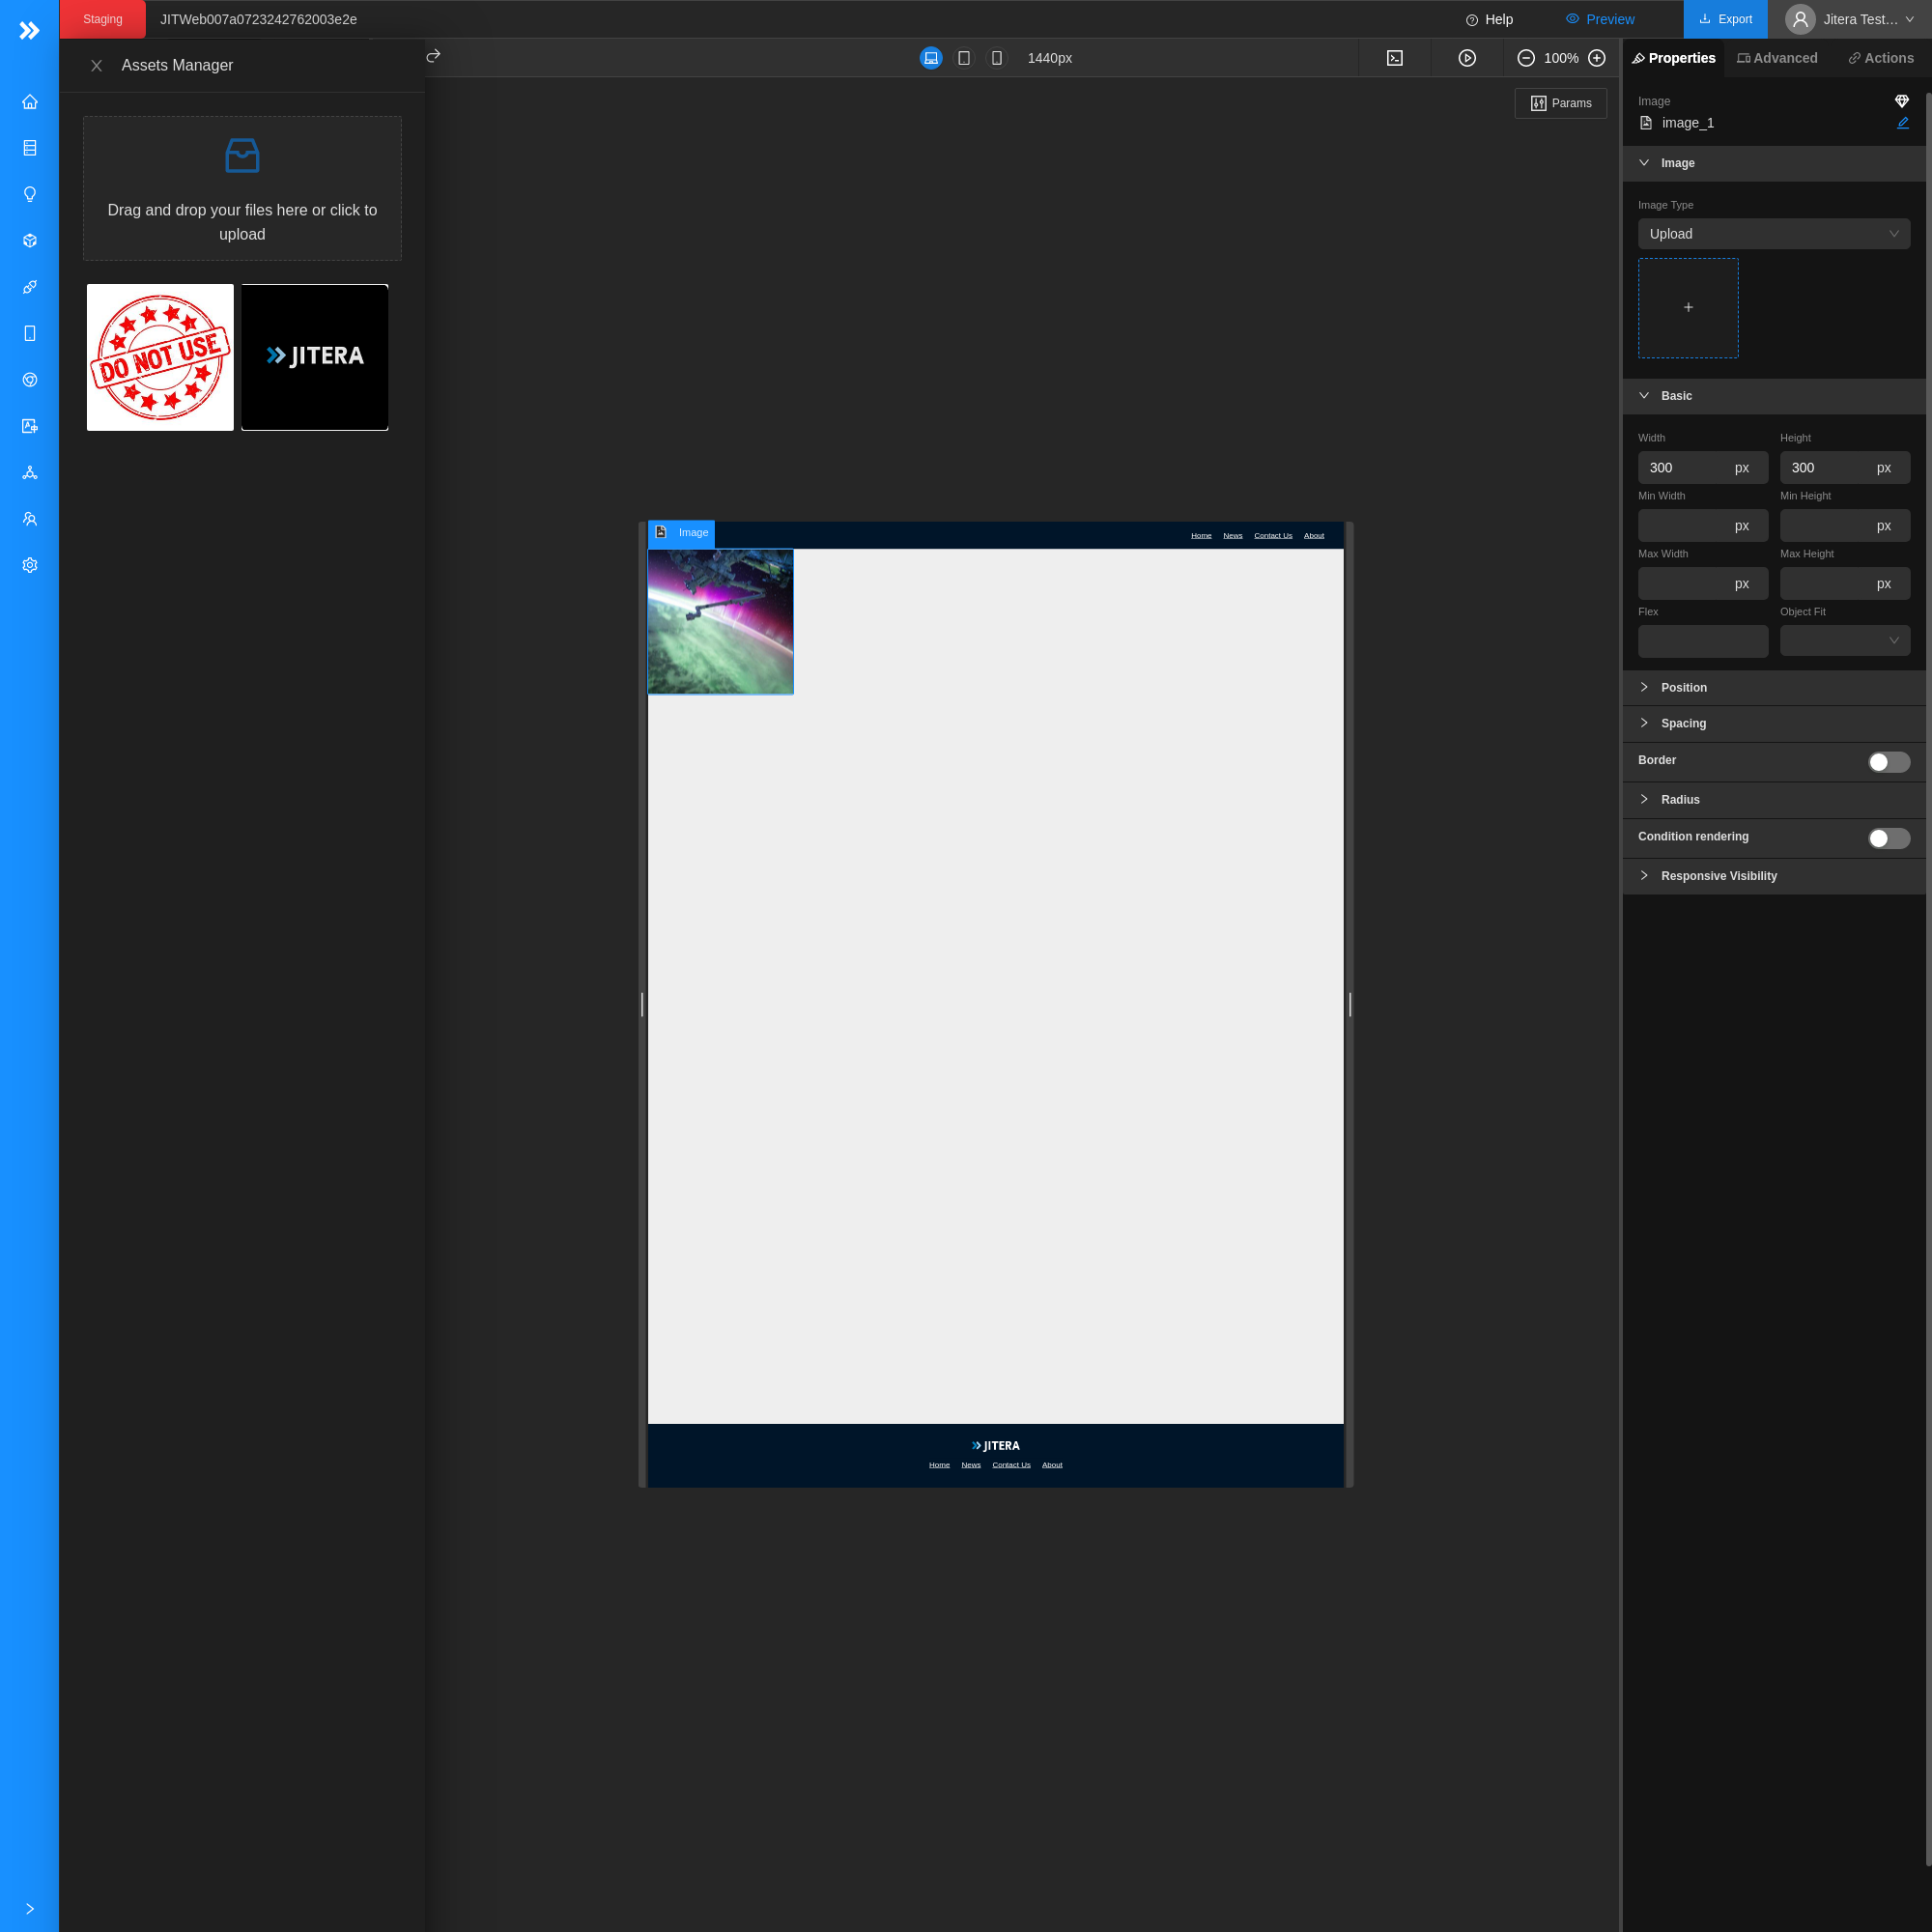 Staging
JITWeb007a0723242762003e2e
Help
Preview
Export
Jitera Test...
Assets Manager
1440px
100%
Properties
Advanced
Actions
Params
Drag and drop your files here or click to
upload
DO NOT USE
JITERA
Image
Home
News
Contact Us
About
JITERA
Home
News
Contact Us
About
Image
image_1
Image
Image Type
Upload
Basic
Width
Height
300 px
300 px
Min Width
Min Height
px
px
Max Width
Max Height
px
px
Flex
Object Fit
Position
Spacing
Border
Radius
Condition rendering
Responsive Visibility